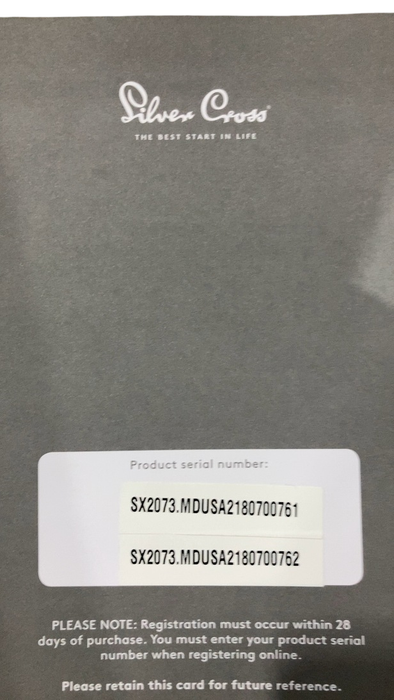 Silver Cross
THE BEST START IN LIFE
Product serial number:
SX2073.MDUSA2180700761
SX2073.MDUSA2180700762
PLEASE NOTE: Registration must occur within 28
days of purchase. You must enter your product serial
number when registering online.
Please retain this card for future reference.